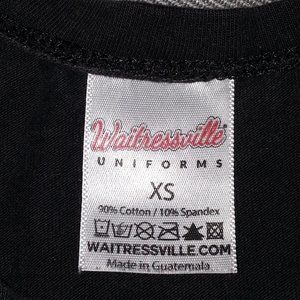 Waitressville
UNIFORMS
XS
90% Cotton / 10% Spandex
WAITRESSVILLE.COM
Made in Guatemala